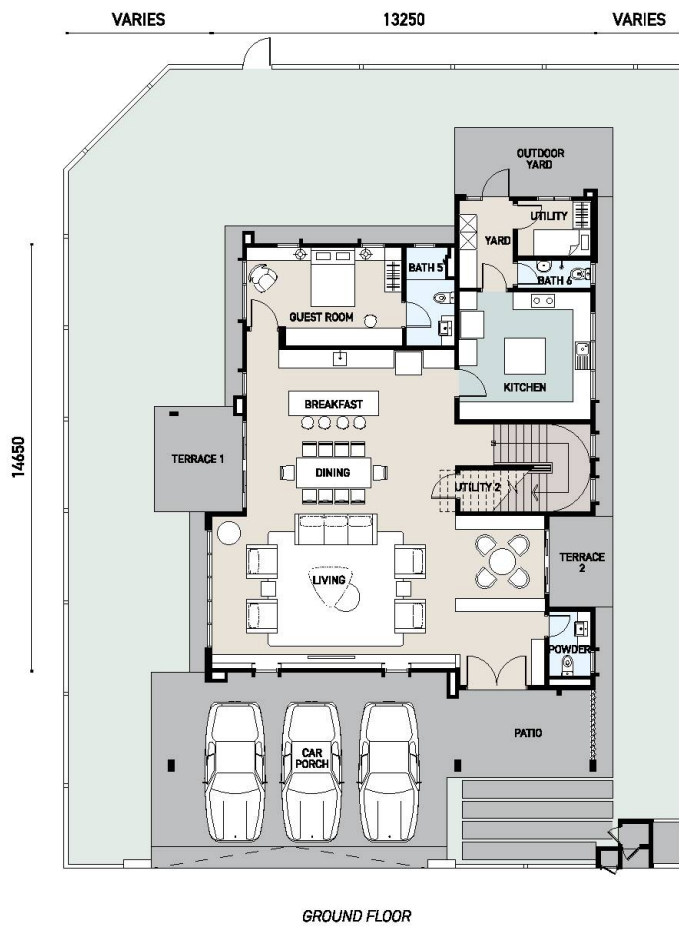 VARIES 13250 VARIES
OUTDOOR
YARD
UTILITY
YARD
BATH 5
BATH 6
GUEST ROOM
KITCHEN
BREAKFAST
TERRACE 1
DINING
UTILITY 2
14650
TERRACE
2
LIVING
POWDER
PATIO
CAR
PORCH
GROUND FLOOR